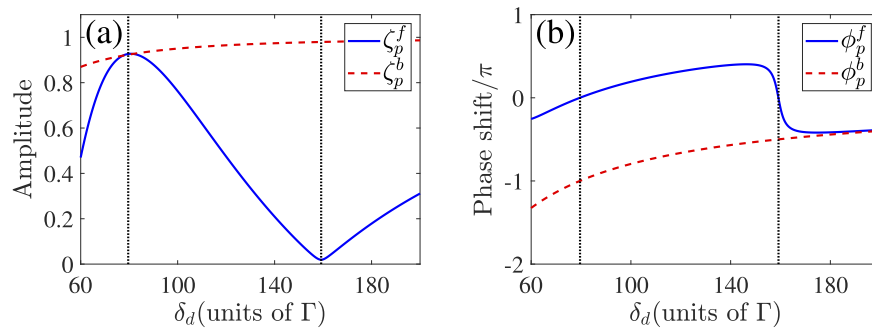 (a)
ζ_p^f
ζ_p^b
Amplitude
1
0.8
0.6
0.4
0.2
0
60
100
140
180
δ_d(units of Γ)
(b)
ϕ_p^f
ϕ_p^b
Phase shift/π
1
0
-1
-2
60
100
140
180
δ_d(units of Γ)